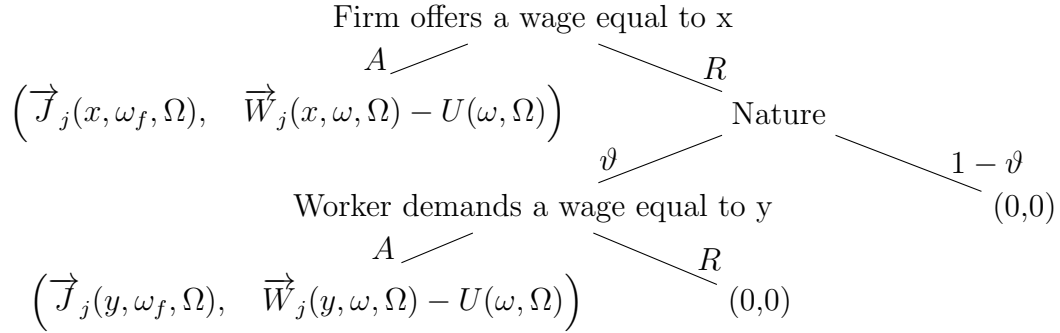 Firm offers a wage equal to x
A R
(J⃗_j(x, ω_f, Ω), W⃗_j(x, ω, Ω) − U(ω, Ω)) Nature
ϑ 1 − ϑ
Worker demands a wage equal to y (0,0)
A R
(J⃗_j(y, ω_f, Ω), W⃗_j(y, ω, Ω) − U(ω, Ω)) (0,0)